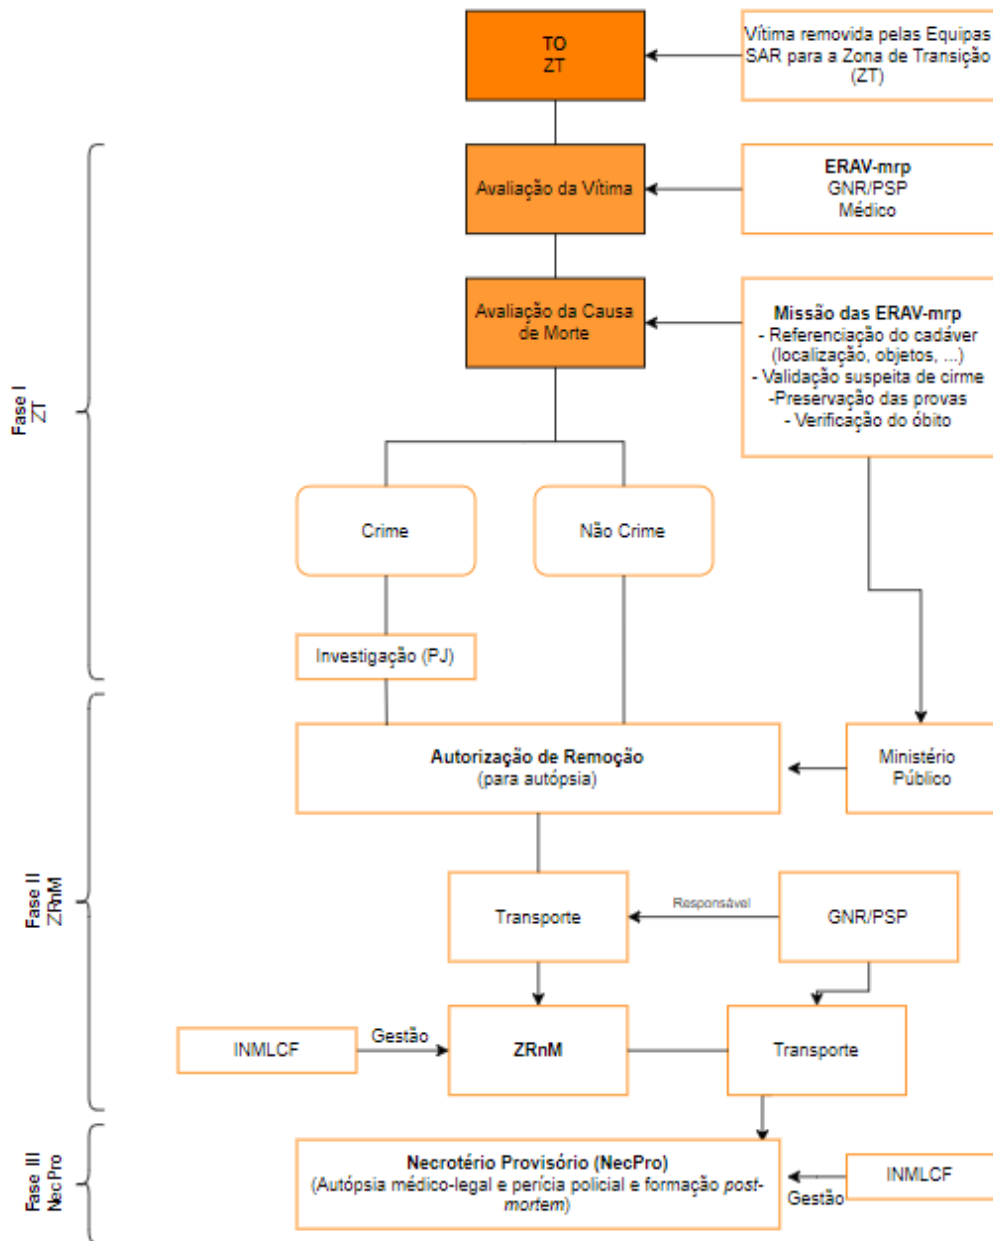 TO
ZT
Vítima removida pelas Equipas
SAR para a Zona de Transição
(ZT)
Fase I
ZT
Avaliação da Vítima
ERAV-mrp
GNR/PSP
Médico
Avaliação da Causa
de Morte
Missão das ERAV-mrp
- Referenciação do cadáver
(localização, objetos, ...)
- Validação suspeita de cirme
-Preservação das provas
- Verificação do óbito
Crime
Não Crime
Investigação (PJ)
Fase II
ZRnM
Autorização de Remoção
(para autópsia)
Ministério
Público
Transporte
Responsável
GNR/PSP
INMLCF
Gestão
ZRnM
Transporte
Fase III
NecPro
Necrotério Provisório (NecPro)
(Autópsia médico-legal e perícia policial e formação post-
mortem)
Gestão
INMLCF